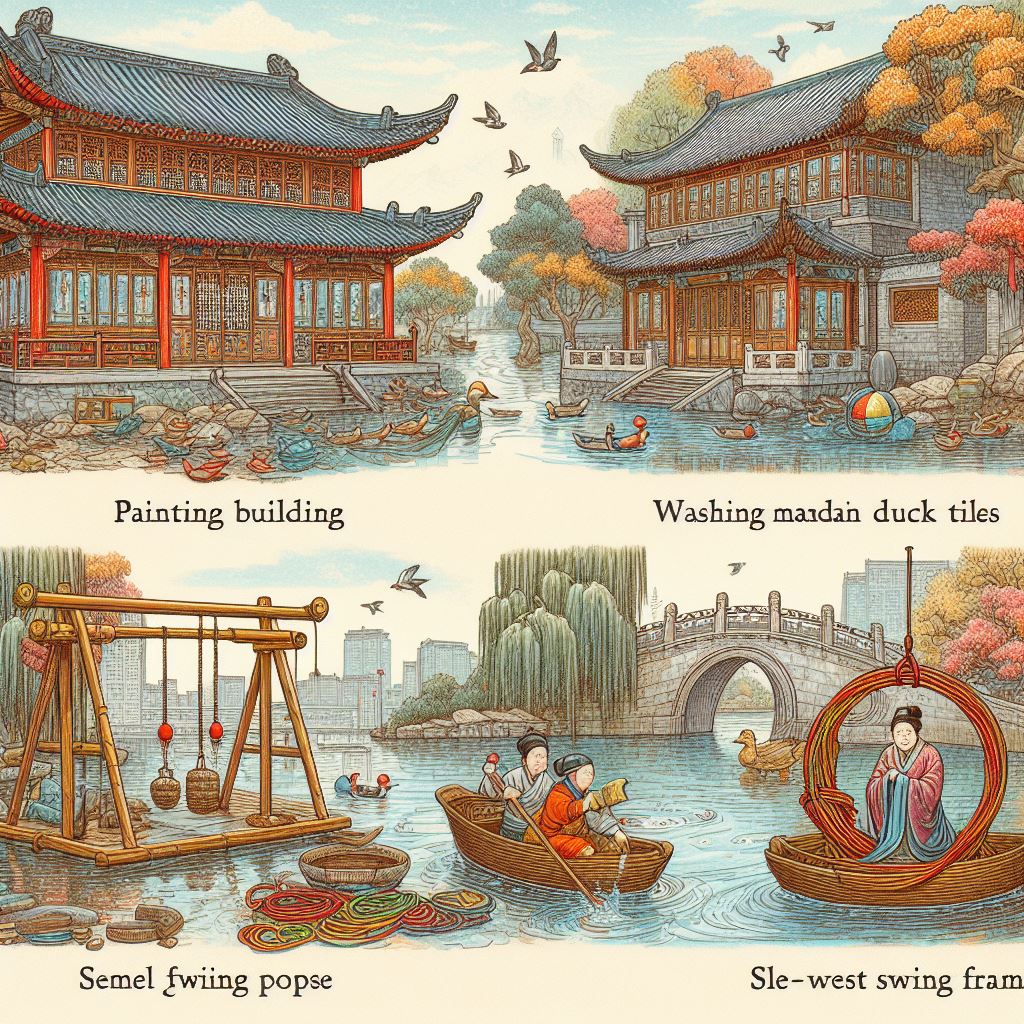 Painting building
Washing maadan duck tiles
Semel fwiing popse
Sle-west swing fram